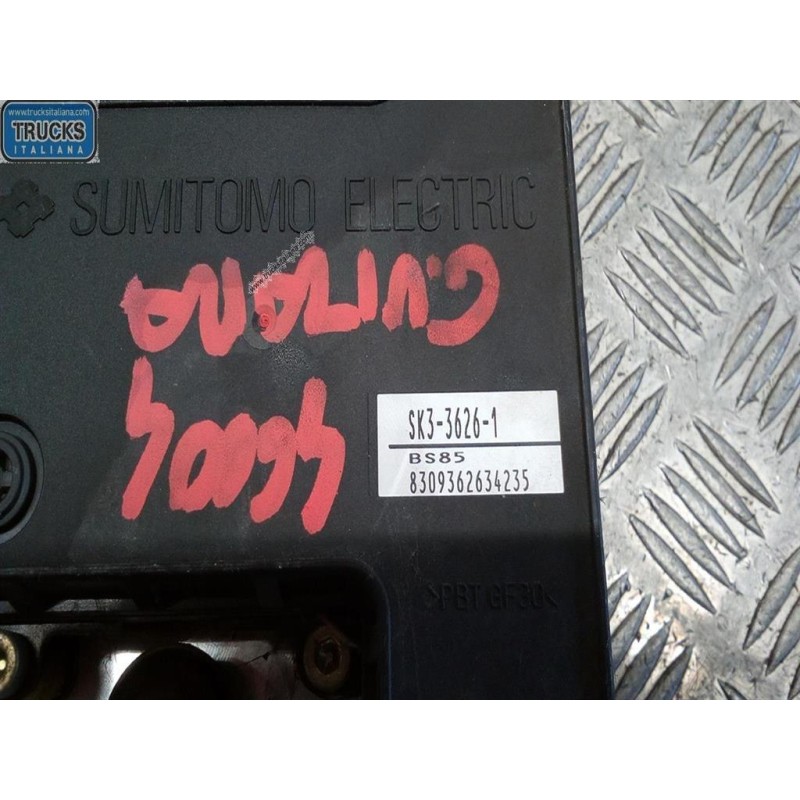 www.trucksitaliana.com
TRUCKS
ITALIANA
SUMITOMO ELECTRIC
SK3-3626-1
BS85
8309362634235
>PBT GF30<